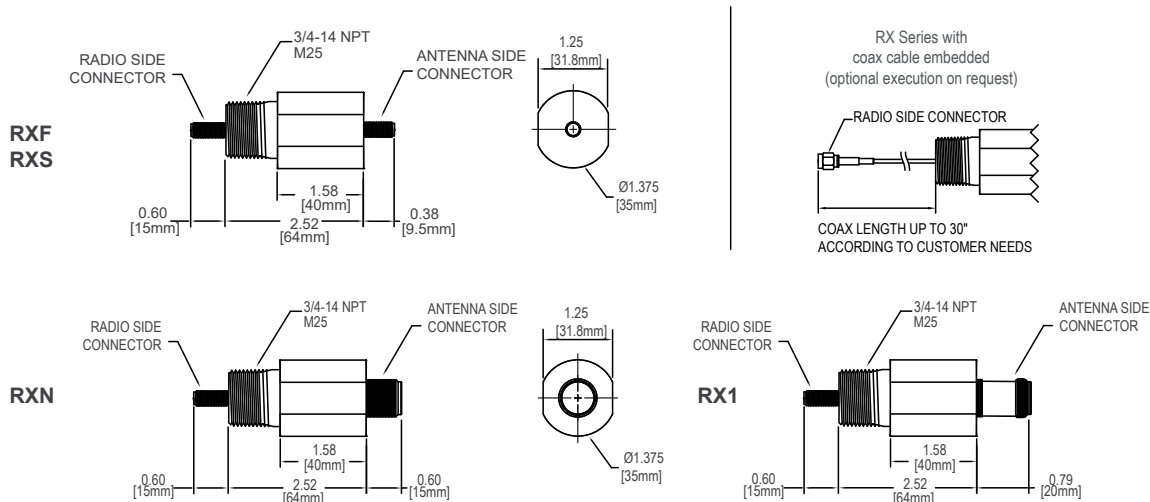 3/4-14 NPT
M25
RADIO SIDE
CONNECTOR
ANTENNA SIDE
CONNECTOR
1.25
[31.8mm]
RXF
RXS
Ø1.375
[35mm]
1.58
[40mm]
0.60
[15mm]
2.52
[64mm]
0.38
[9.5mm]
RX Series with
coax cable embedded
(optional execution on request)
RADIO SIDE CONNECTOR
COAX LENGTH UP TO 30"
ACCORDING TO CUSTOMER NEEDS
3/4-14 NPT
M25
RADIO SIDE
CONNECTOR
ANTENNA SIDE
CONNECTOR
1.25
[31.8mm]
RXN
Ø1.375
[35mm]
1.58
[40mm]
0.60
[15mm]
2.52
[64mm]
0.60
[15mm]
3/4-14 NPT
M25
RADIO SIDE
CONNECTOR
ANTENNA SIDE
CONNECTOR
RX1
1.58
[40mm]
0.60
[15mm]
2.52
[64mm]
0.79
[20mm]